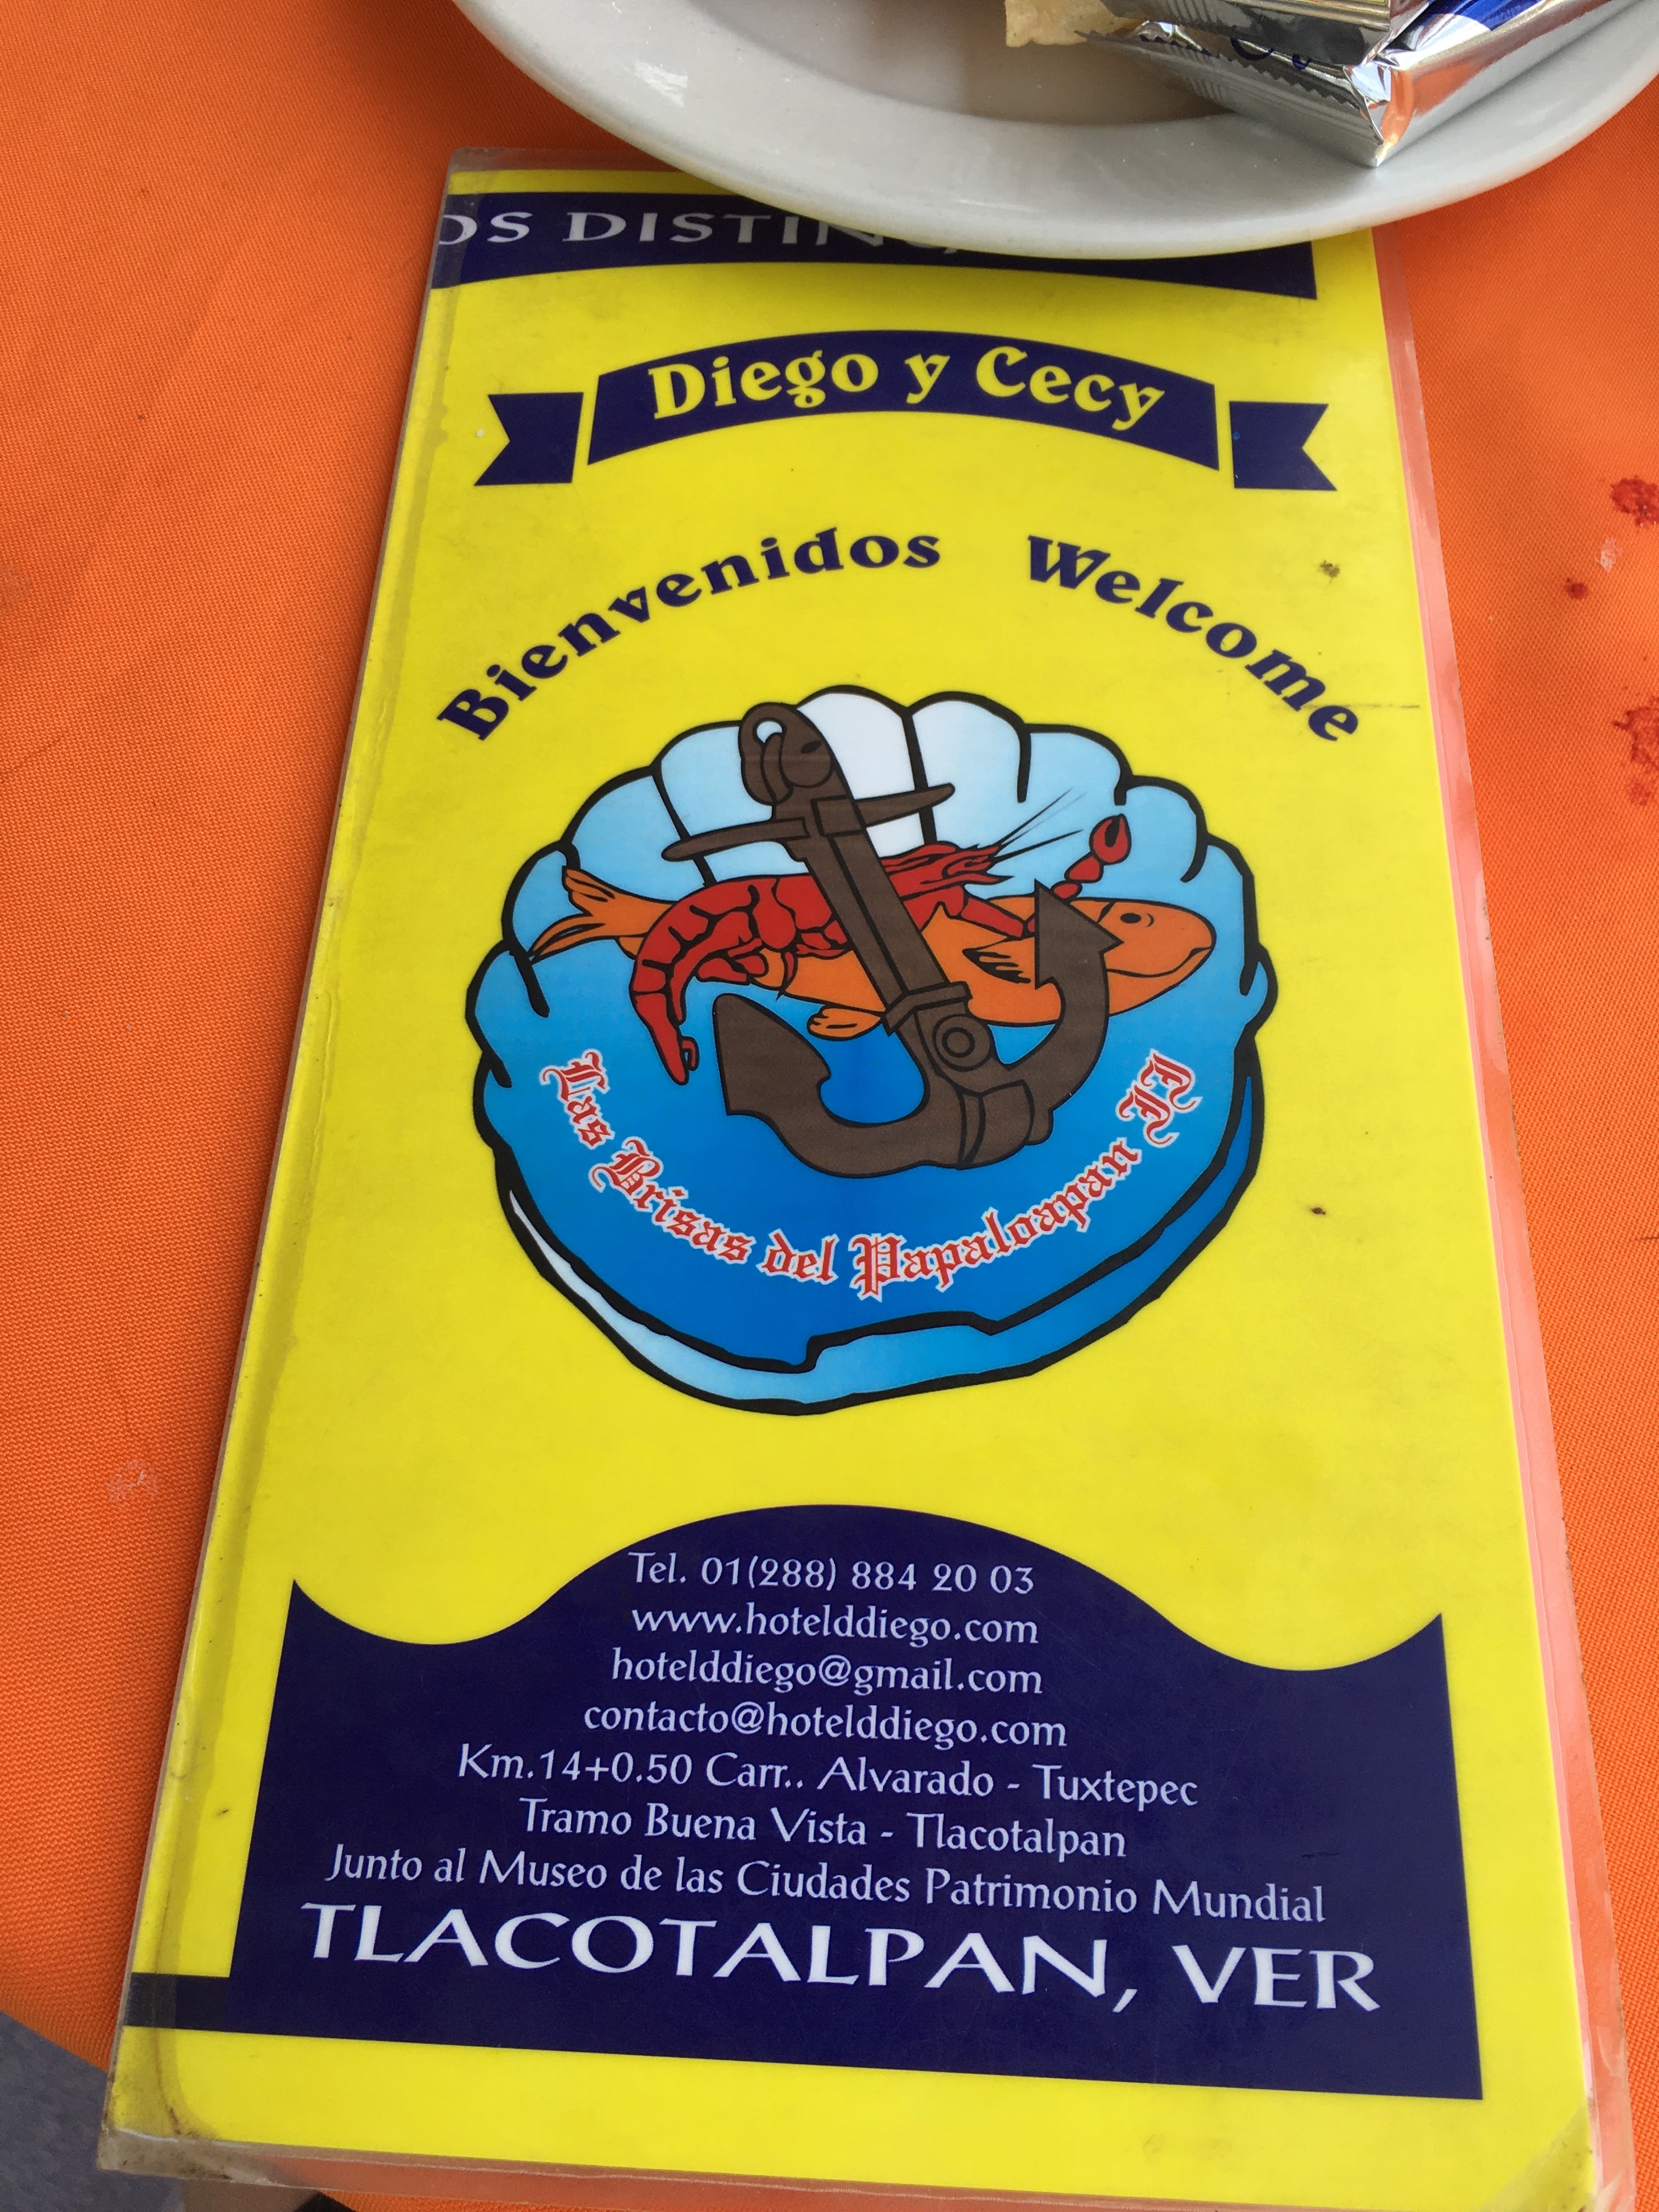 OS DISTIN
Diego y Cecy
Bienvenidos Welcome
Las Brisas del Papaloapan II
Tel. 01(288) 884 20 03
www.hotelddiego.com
hotelddiego@gmail.com
contacto@hotelddiego.com
Km.14+0.50 Carr.. Alvarado - Tuxtepec
Tramo Buena Vista - Tlacotalpan
Junto al Museo de las Ciudades Patrimonio Mundial
TLACOTALPAN, VER